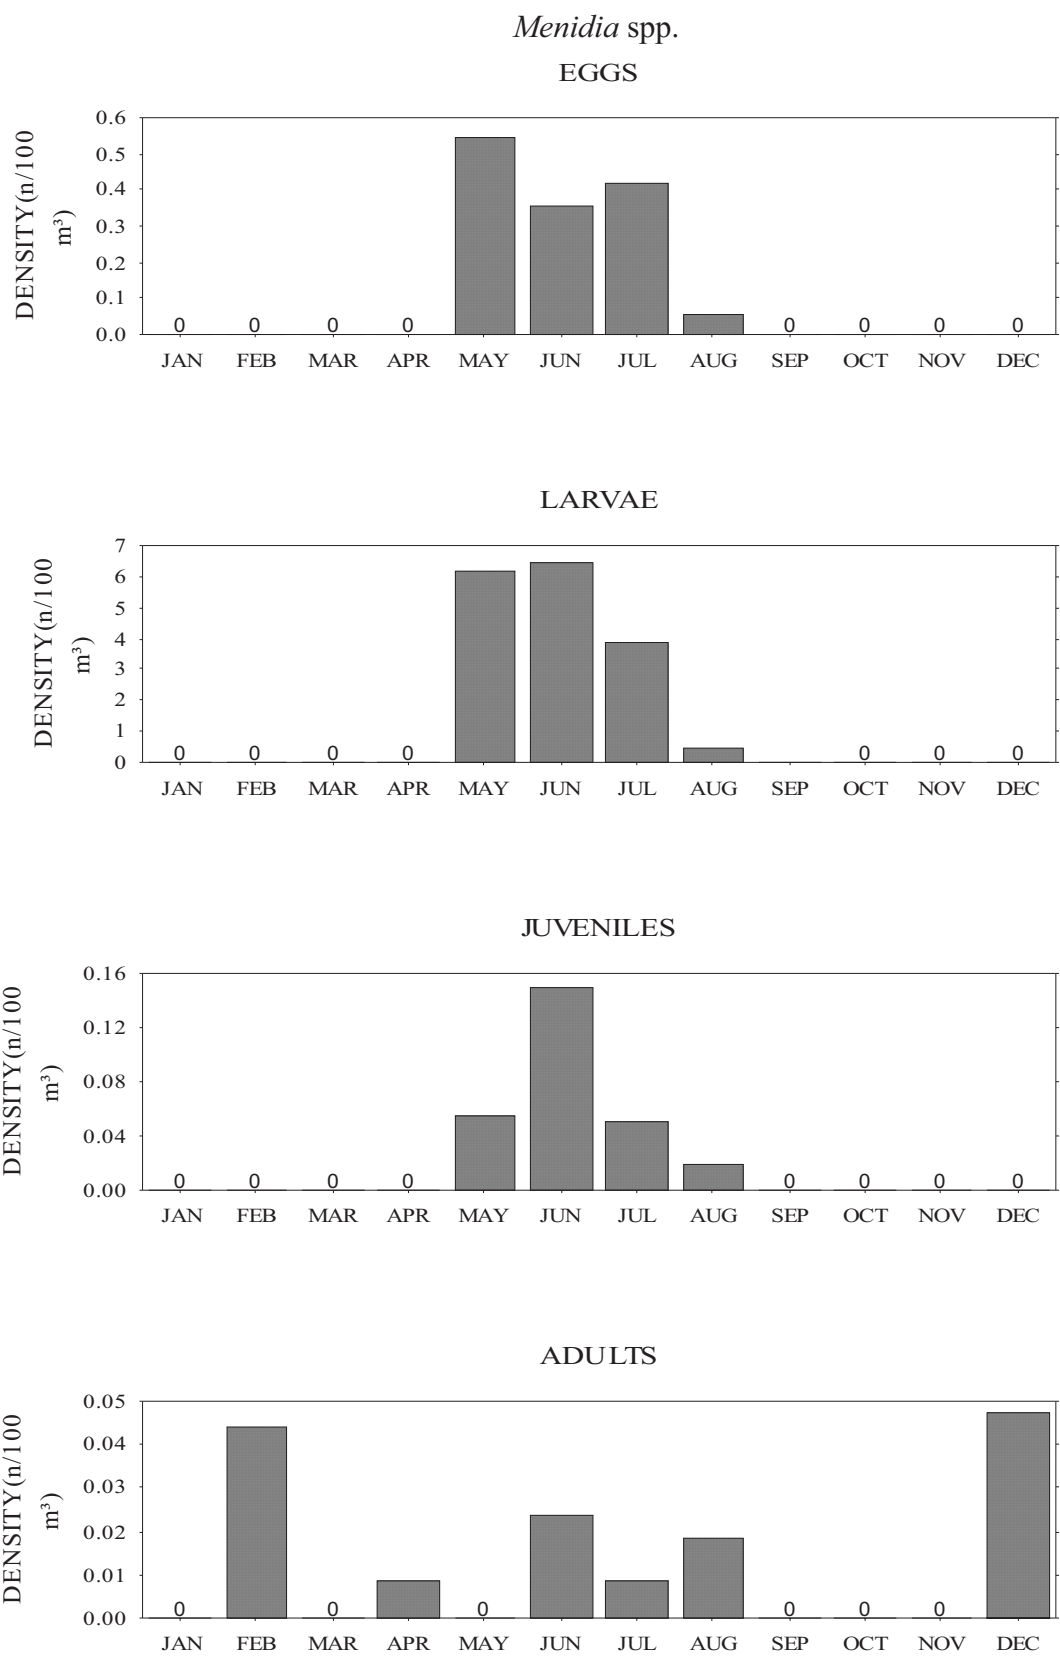 Menidia spp.
EGGS
DENSITY (n/100
m³)
0.6
0.5
0.4
0.3
0.2
0.1
0.0
0 0 0 0 0 0 0 0
JAN FEB MAR APR MAY JUN JUL AUG SEP OCT NOV DEC
LARVAE
DENSITY (n/100
m³)
7
6
5
4
3
2
1
0
0 0 0 0 0 0 0
JAN FEB MAR APR MAY JUN JUL AUG SEP OCT NOV DEC
JUVENILES
DENSITY (n/100
m³)
0.16
0.12
0.08
0.04
0.00
0 0 0 0 0 0 0 0
JAN FEB MAR APR MAY JUN JUL AUG SEP OCT NOV DEC
ADULTS
DENSITY (n/100
m³)
0.05
0.04
0.03
0.02
0.01
0.00
0 0 0 0 0 0
JAN FEB MAR APR MAY JUN JUL AUG SEP OCT NOV DEC